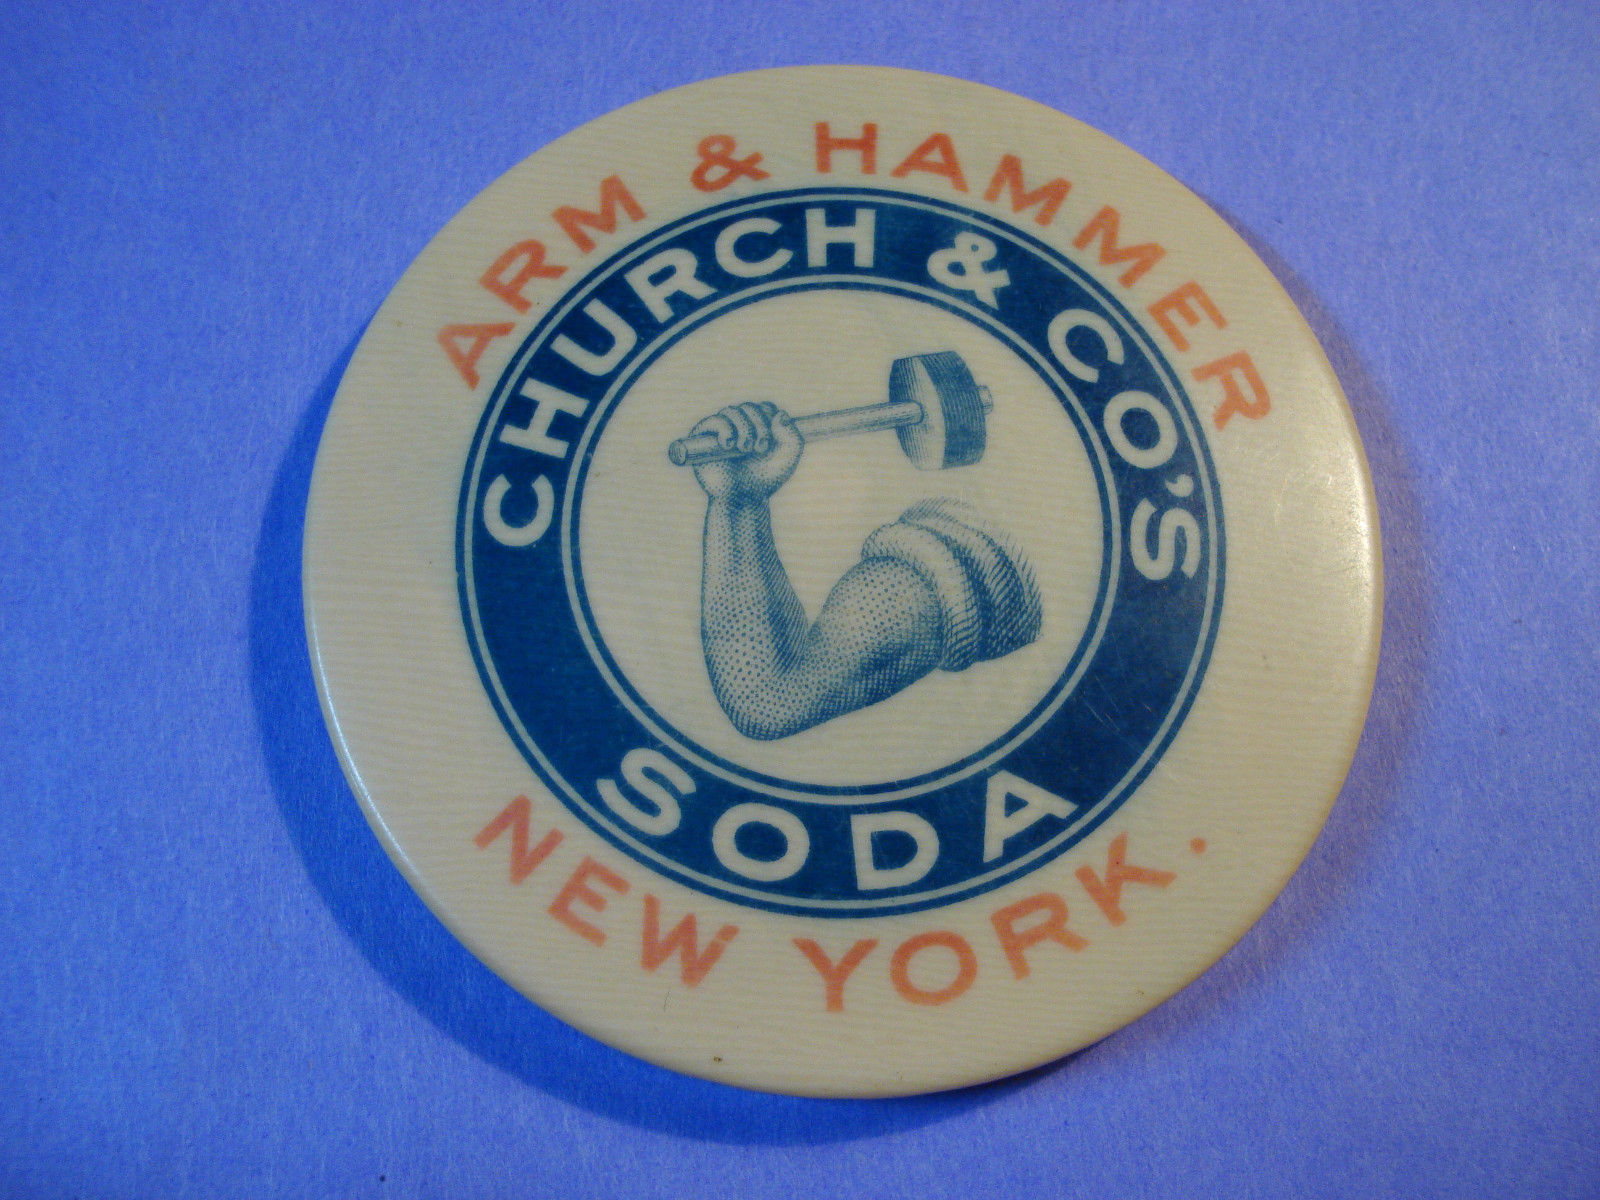 ARM & HAMMER
CHURCH & CO'S
SODA
NEW YORK.